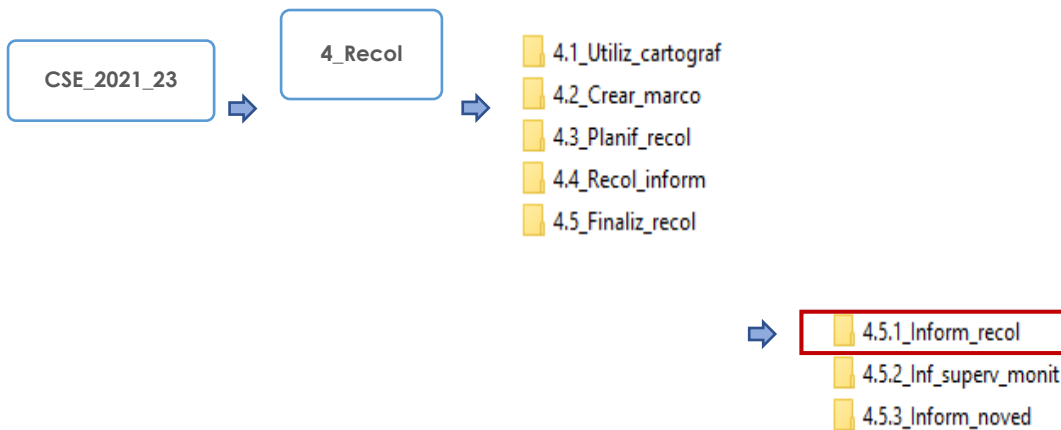 CSE_2021_23
4_Recol
4.1_Utiliz_cartograf
4.2_Crear_marco
4.3_Planif_recol
4.4_Recol_inform
4.5_Finaliz_recol
4.5.1_Inform_recol
4.5.2_Inf_superv_monit
4.5.3_Inform_noved